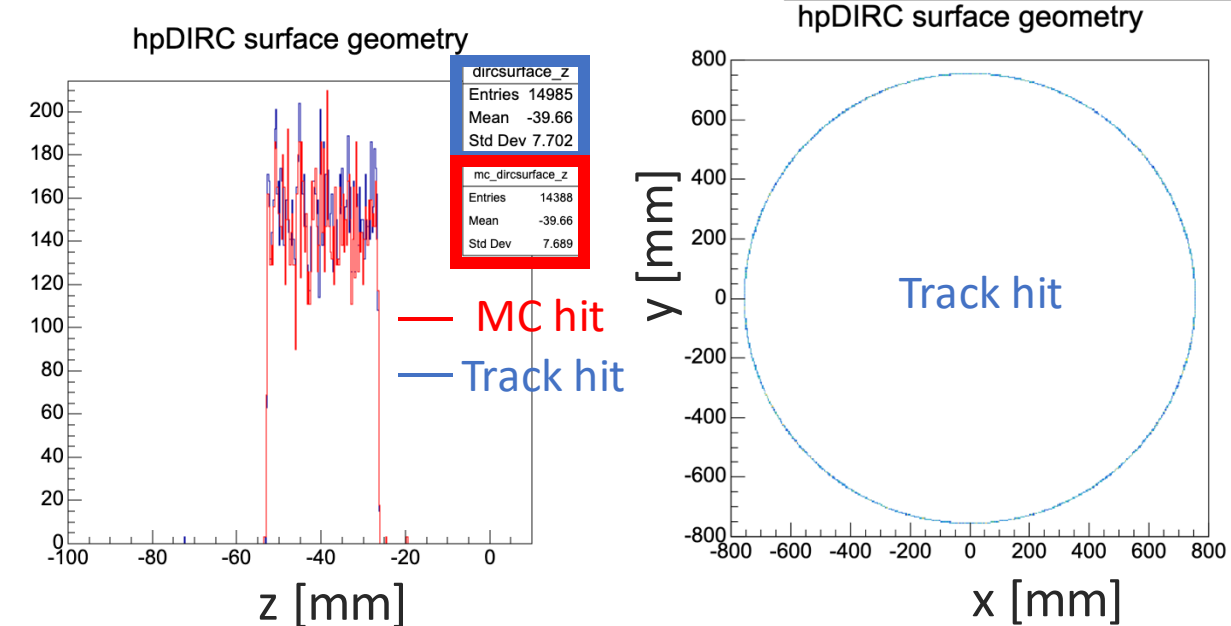 hpDIRC surface geometry
dircsurface_z
Entries 14985
Mean -39.66
Std Dev 7.702
mc_dircsurface_z
Entries 14388
Mean -39.66
Std Dev 7.689
MC hit
Track hit
200
180
160
140
120
100
80
60
40
20
0
-100 -80 -60 -40 -20 0
z [mm]
hpDIRC surface geometry
y [mm]
800
600
400
200
0
-200
-400
-600
-800
Track hit
-800 -600 -400 -200 0 200 400 600 800
x [mm]